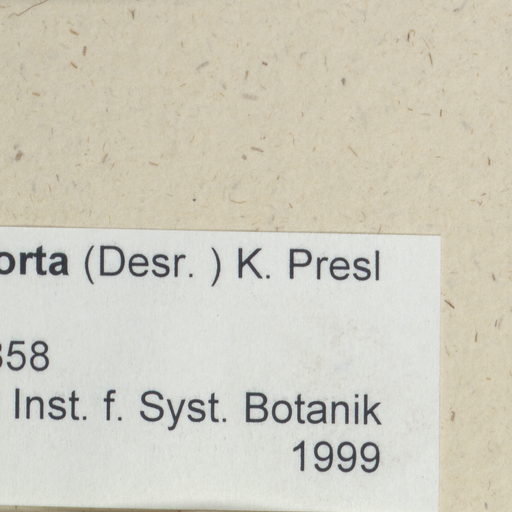 orta (Desr. ) K. Presl
358
Inst. f. Syst. Botanik
1999